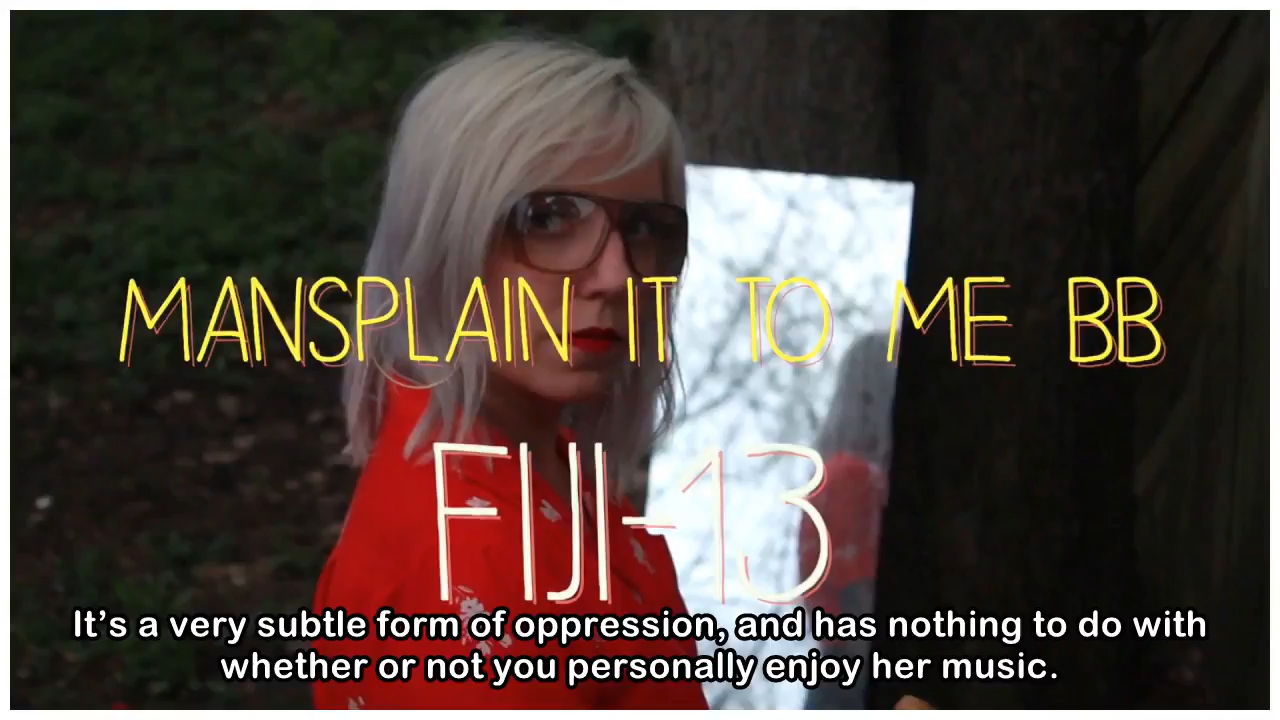 MANSPLAIN IT TO ME BB
FIJI-13
It's a very subtle form of oppression, and has nothing to do with
whether or not you personally enjoy her music.